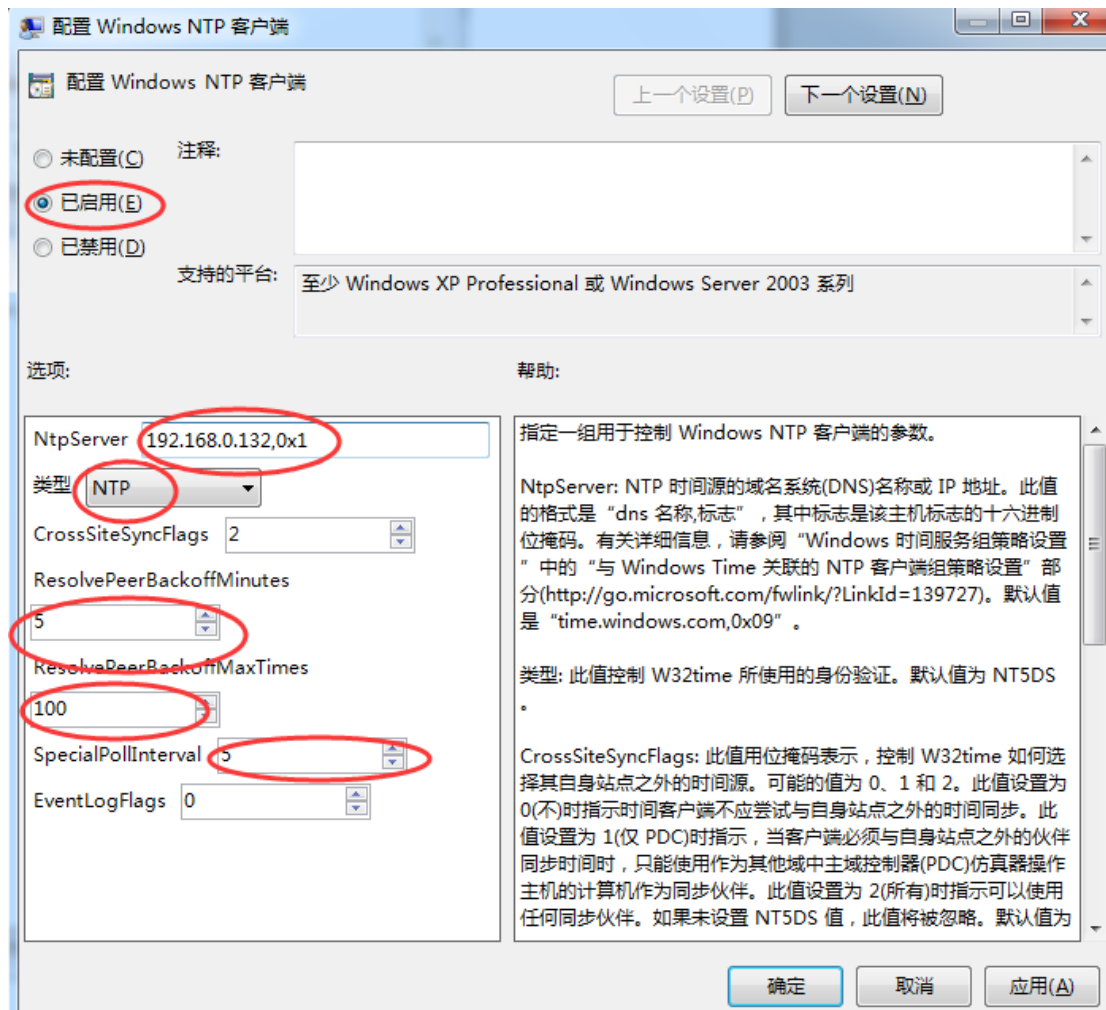 配置 Windows NTP 客户端
配置 Windows NTP 客户端
上一个设置(P)
下一个设置(N)
未配置(C)
注释:
已启用(E)
已禁用(D)
支持的平台:
至少 Windows XP Professional 或 Windows Server 2003 系列
选项:
帮助:
NtpServer 192.168.0.132,0x1
类型 NTP
CrossSiteSyncFlags 2
ResolvePeerBackoffMinutes
5
ResolvePeerBackoffMaxTimes
100
SpecialPollInterval 5
EventLogFlags 0
指定一组用于控制 Windows NTP 客户端的参数。
NtpServer: NTP 时间源的域名系统(DNS)名称或 IP 地址。此值
的格式是“dns 名称,标志”，其中标志是该主机标志的十六进制
位掩码。有关详细信息，请参阅“Windows 时间服务组策略设置
”中的“与 Windows Time 关联的 NTP 客户端组策略设置”部
分(http://go.microsoft.com/fwlink/?LinkId=139727)。默认值
是“time.windows.com,0x09”。
类型: 此值控制 W32time 所使用的身份验证。默认值为 NT5DS
。
CrossSiteSyncFlags: 此值用位掩码表示，控制 W32time 如何选
择其自身站点之外的时间源。可能的值为 0、1 和 2。此值设置为
0(不)时指示时间客户端不应尝试与自身站点之外的时间同步。此
值设置为 1(仅 PDC)时指示，当客户端必须与自身站点之外的伙伴
同步时间时，只能使用作为其他域中主域控制器(PDC)仿真器操作
主机的计算机作为同步伙伴。此值设置为 2(所有)时指示可以使用
任何同步伙伴。如果未设置 NT5DS 值，此值将被忽略。默认值为
确定
取消
应用(A)